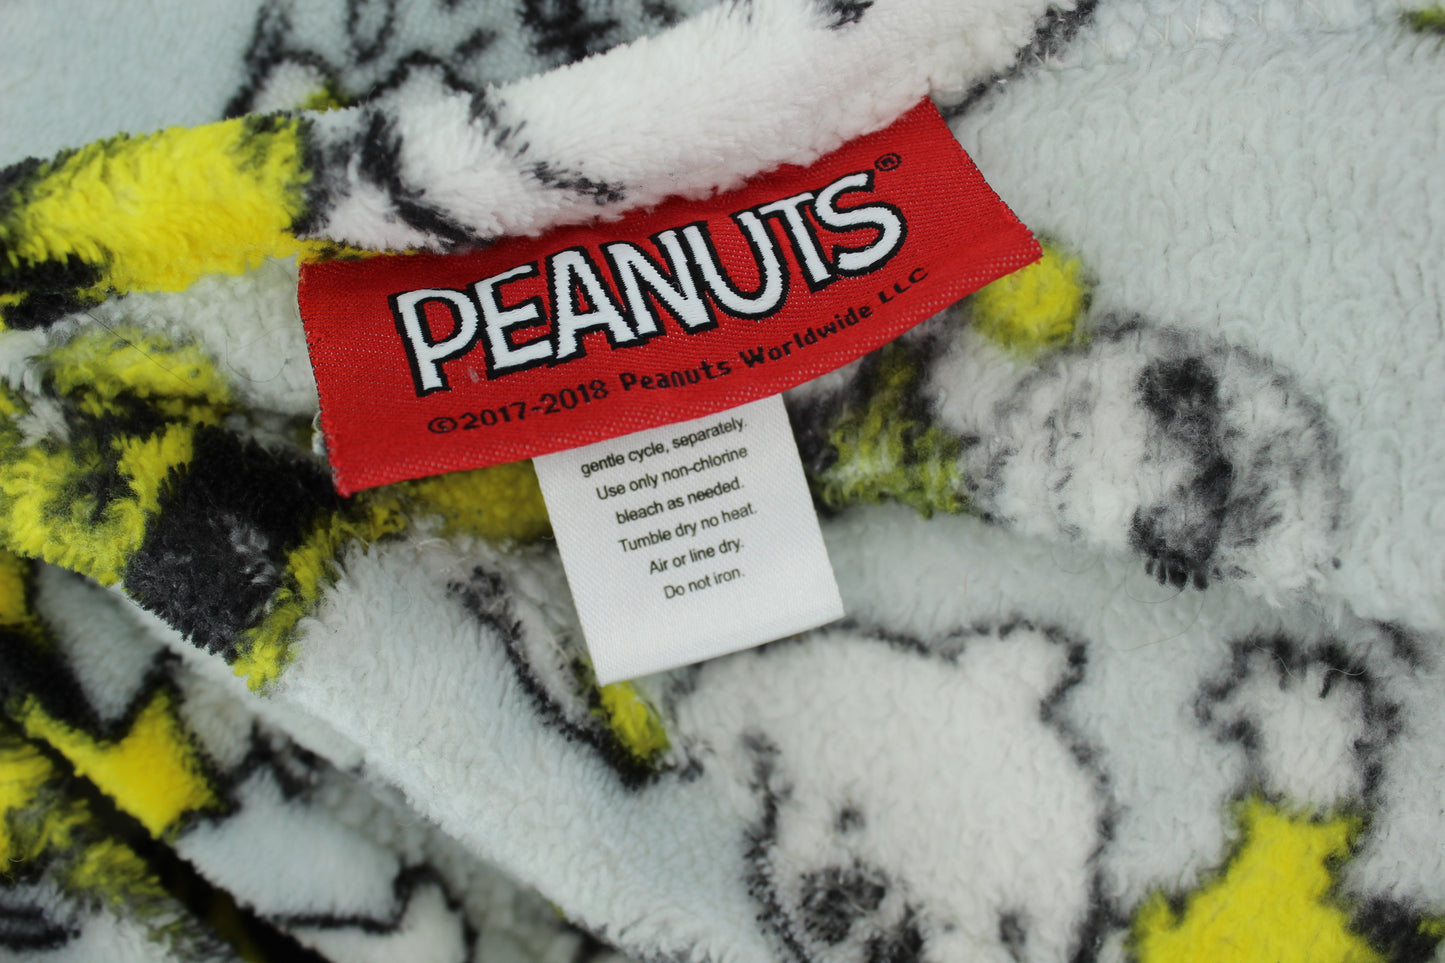 PEANUTS®
©2017-2018 Peanuts Worldwide LLC
gentle cycle, separately.
Use only non-chlorine
bleach as needed.
Tumble dry no heat.
Air or line dry.
Do not iron.